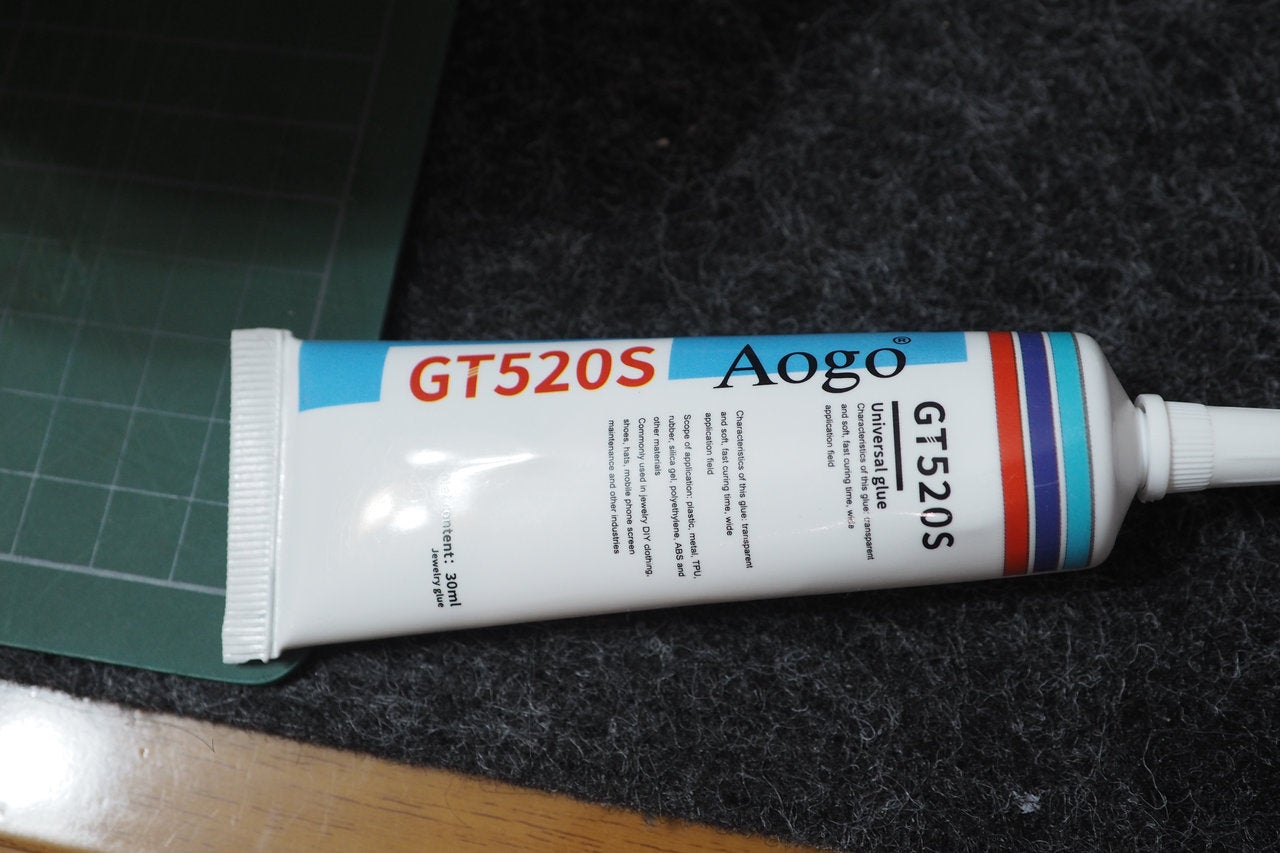 GT520S
Aogo®
GT520S
Universal glue
Characteristics of this glue: transparent
and soft, fast curing time, wide
application field
Characteristics of this glue: transparent
and soft, fast curing time, wide
application field
Scope of application: plastic, metal, TPU,
rubber, silica gel, polyethylene, ABS and
other materials
Commonly used in jewelry DIY clothing,
shoes, hats, mobile phone screen
maintenance and other industries
30ml
Jewelry glue